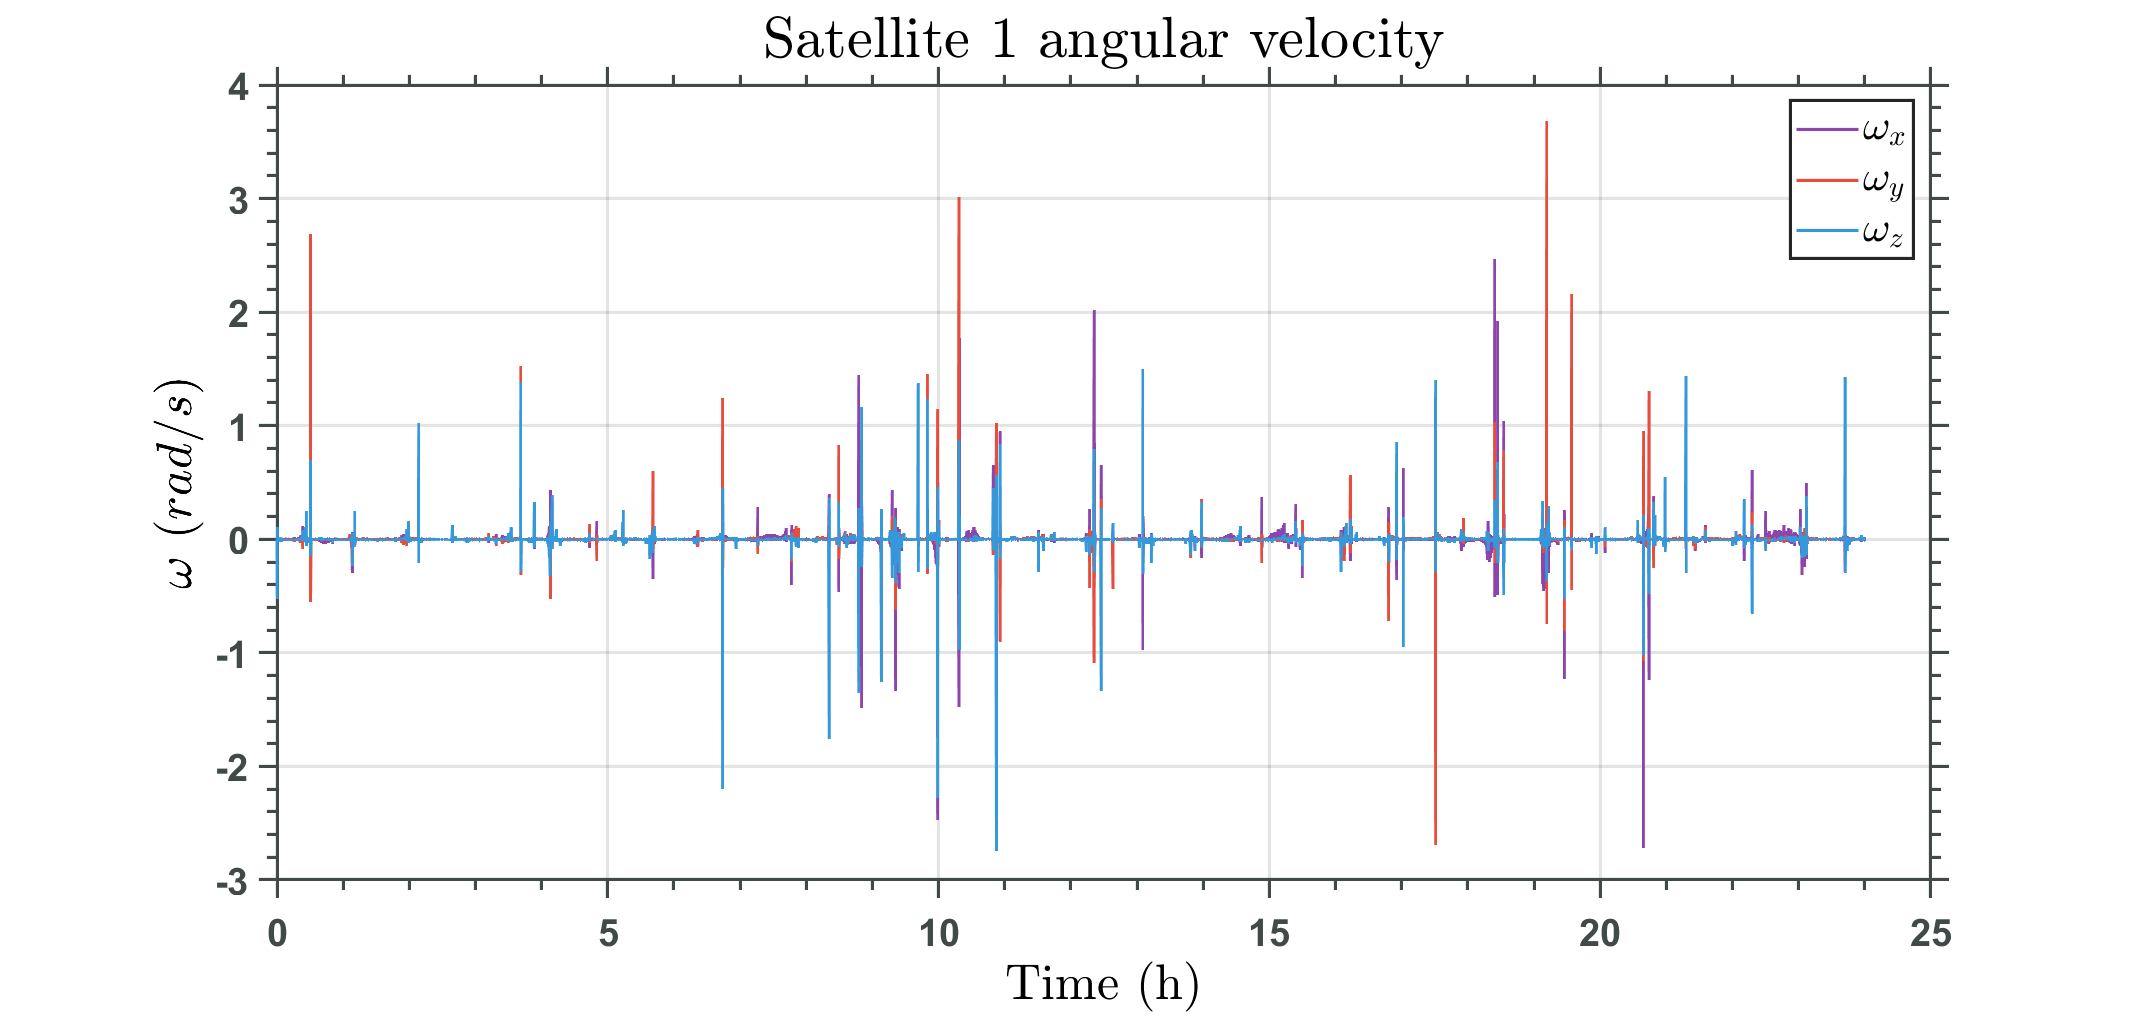 Satellite 1 angular velocity
4
3
2
1
0
-1
-2
-3
ω (rad/s)
ωx
ωy
ωz
0 5 10 15 20 25
Time (h)